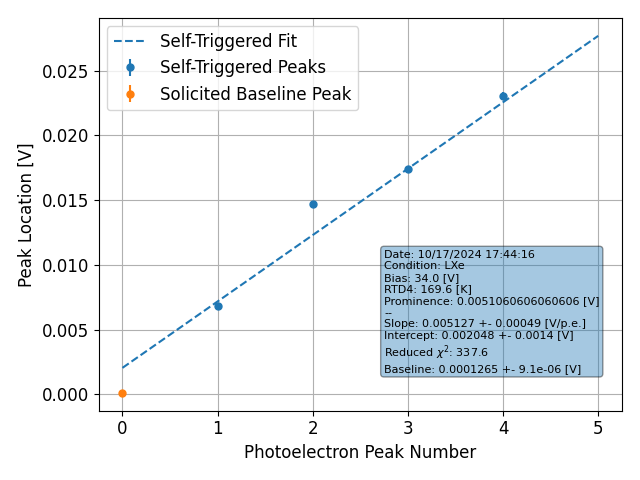 Self-Triggered Fit
Self-Triggered Peaks
Solicited Baseline Peak
Peak Location [V]
0.025
0.020
0.015
0.010
0.005
0.000
Date: 10/17/2024 17:44:16
Condition: LXe
Bias: 34.0 [V]
RTD4: 169.6 [K]
Prominence: 0.0051060606060606 [V]
--
Slope: 0.005127 +- 0.00049 [V/p.e.]
Intercept: 0.002048 +- 0.0014 [V]
Reduced χ²: 337.6
Baseline: 0.0001265 +- 9.1e-06 [V]
0 1 2 3 4 5
Photoelectron Peak Number